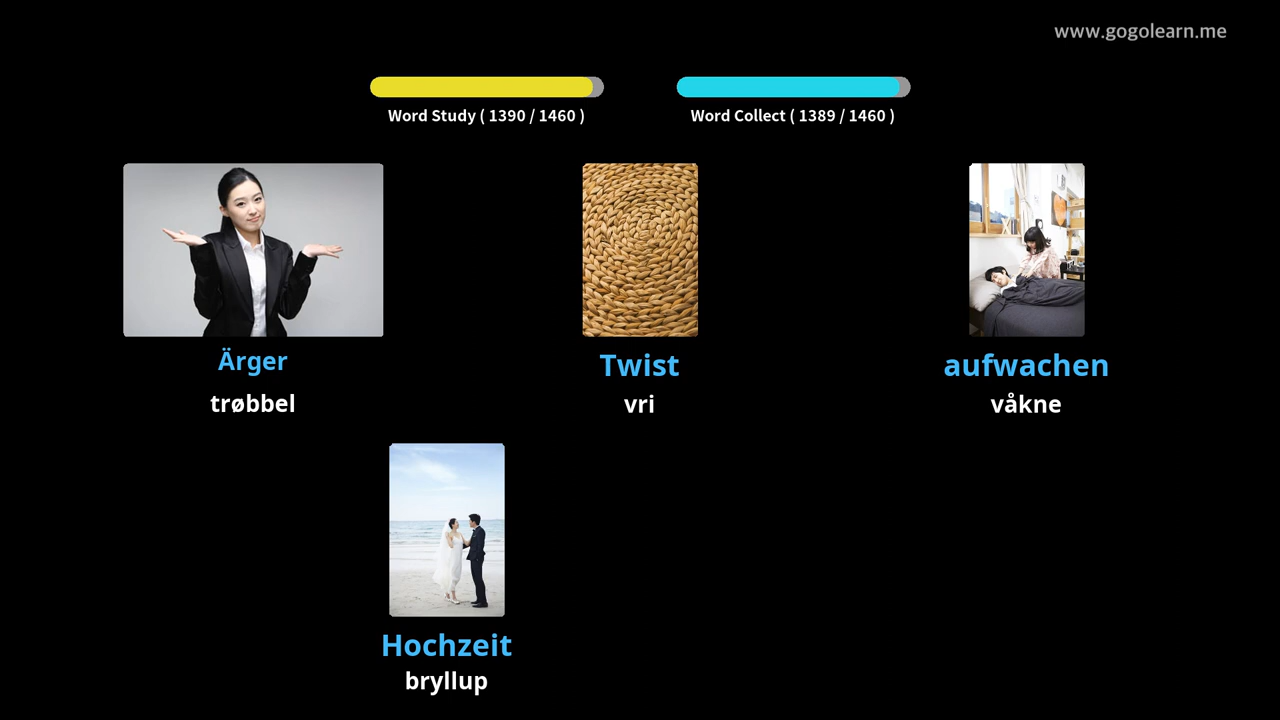 www.gogolearn.me
Word Study ( 1390 / 1460 )
Word Collect ( 1389 / 1460 )
Ärger
trøbbel
Twist
vri
aufwachen
våkne
Hochzeit
bryllup